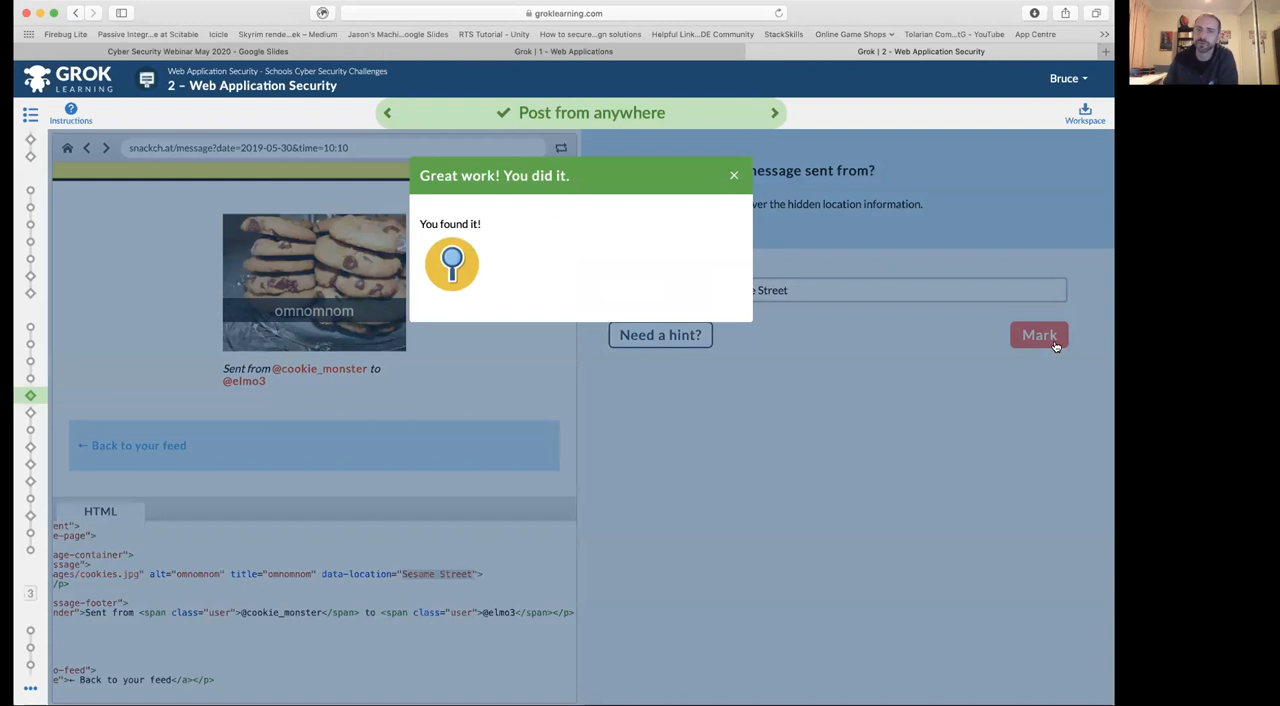 groklearning.com
Firebug Lite Passive Integr...e at Scitable Icicle Skyrim rende...ek – Medium Jason's Machi...oogle Slides RTS Tutorial - Unity How to secure...gn solutions Helpful Link...DE Community StackSkills Online Game Shops Tolarian Com...tG - YouTube App Centre
Cyber Security Webinar May 2020 - Google Slides Grok | 1 - Web Applications Grok | 2 - Web Application Security
GROK
LEARNING
Web Application Security - Schools Cyber Security Challenges
2 – Web Application Security
Bruce
Instructions
Post from anywhere
Workspace
snackch.at/message?date=2019-05-30&time=10:10
Great work! You did it.
You found it!
essage sent from?
ver the hidden location information.
e Street
Need a hint?
Mark
omnomnom
Sent from @cookie_monster to
@elmo3
← Back to your feed
HTML
ent">
e-page">
age-container">
ssage">
ages/cookies.jpg" alt="omnomnom" title="omnomnom" data-location="Sesame Street">
/p>
ssage-footer">
nder">Sent from <span class="user">@cookie_monster</span> to <span class="user">@elmo3</span></p>
o-feed">
e">← Back to your feed</a></p>
3